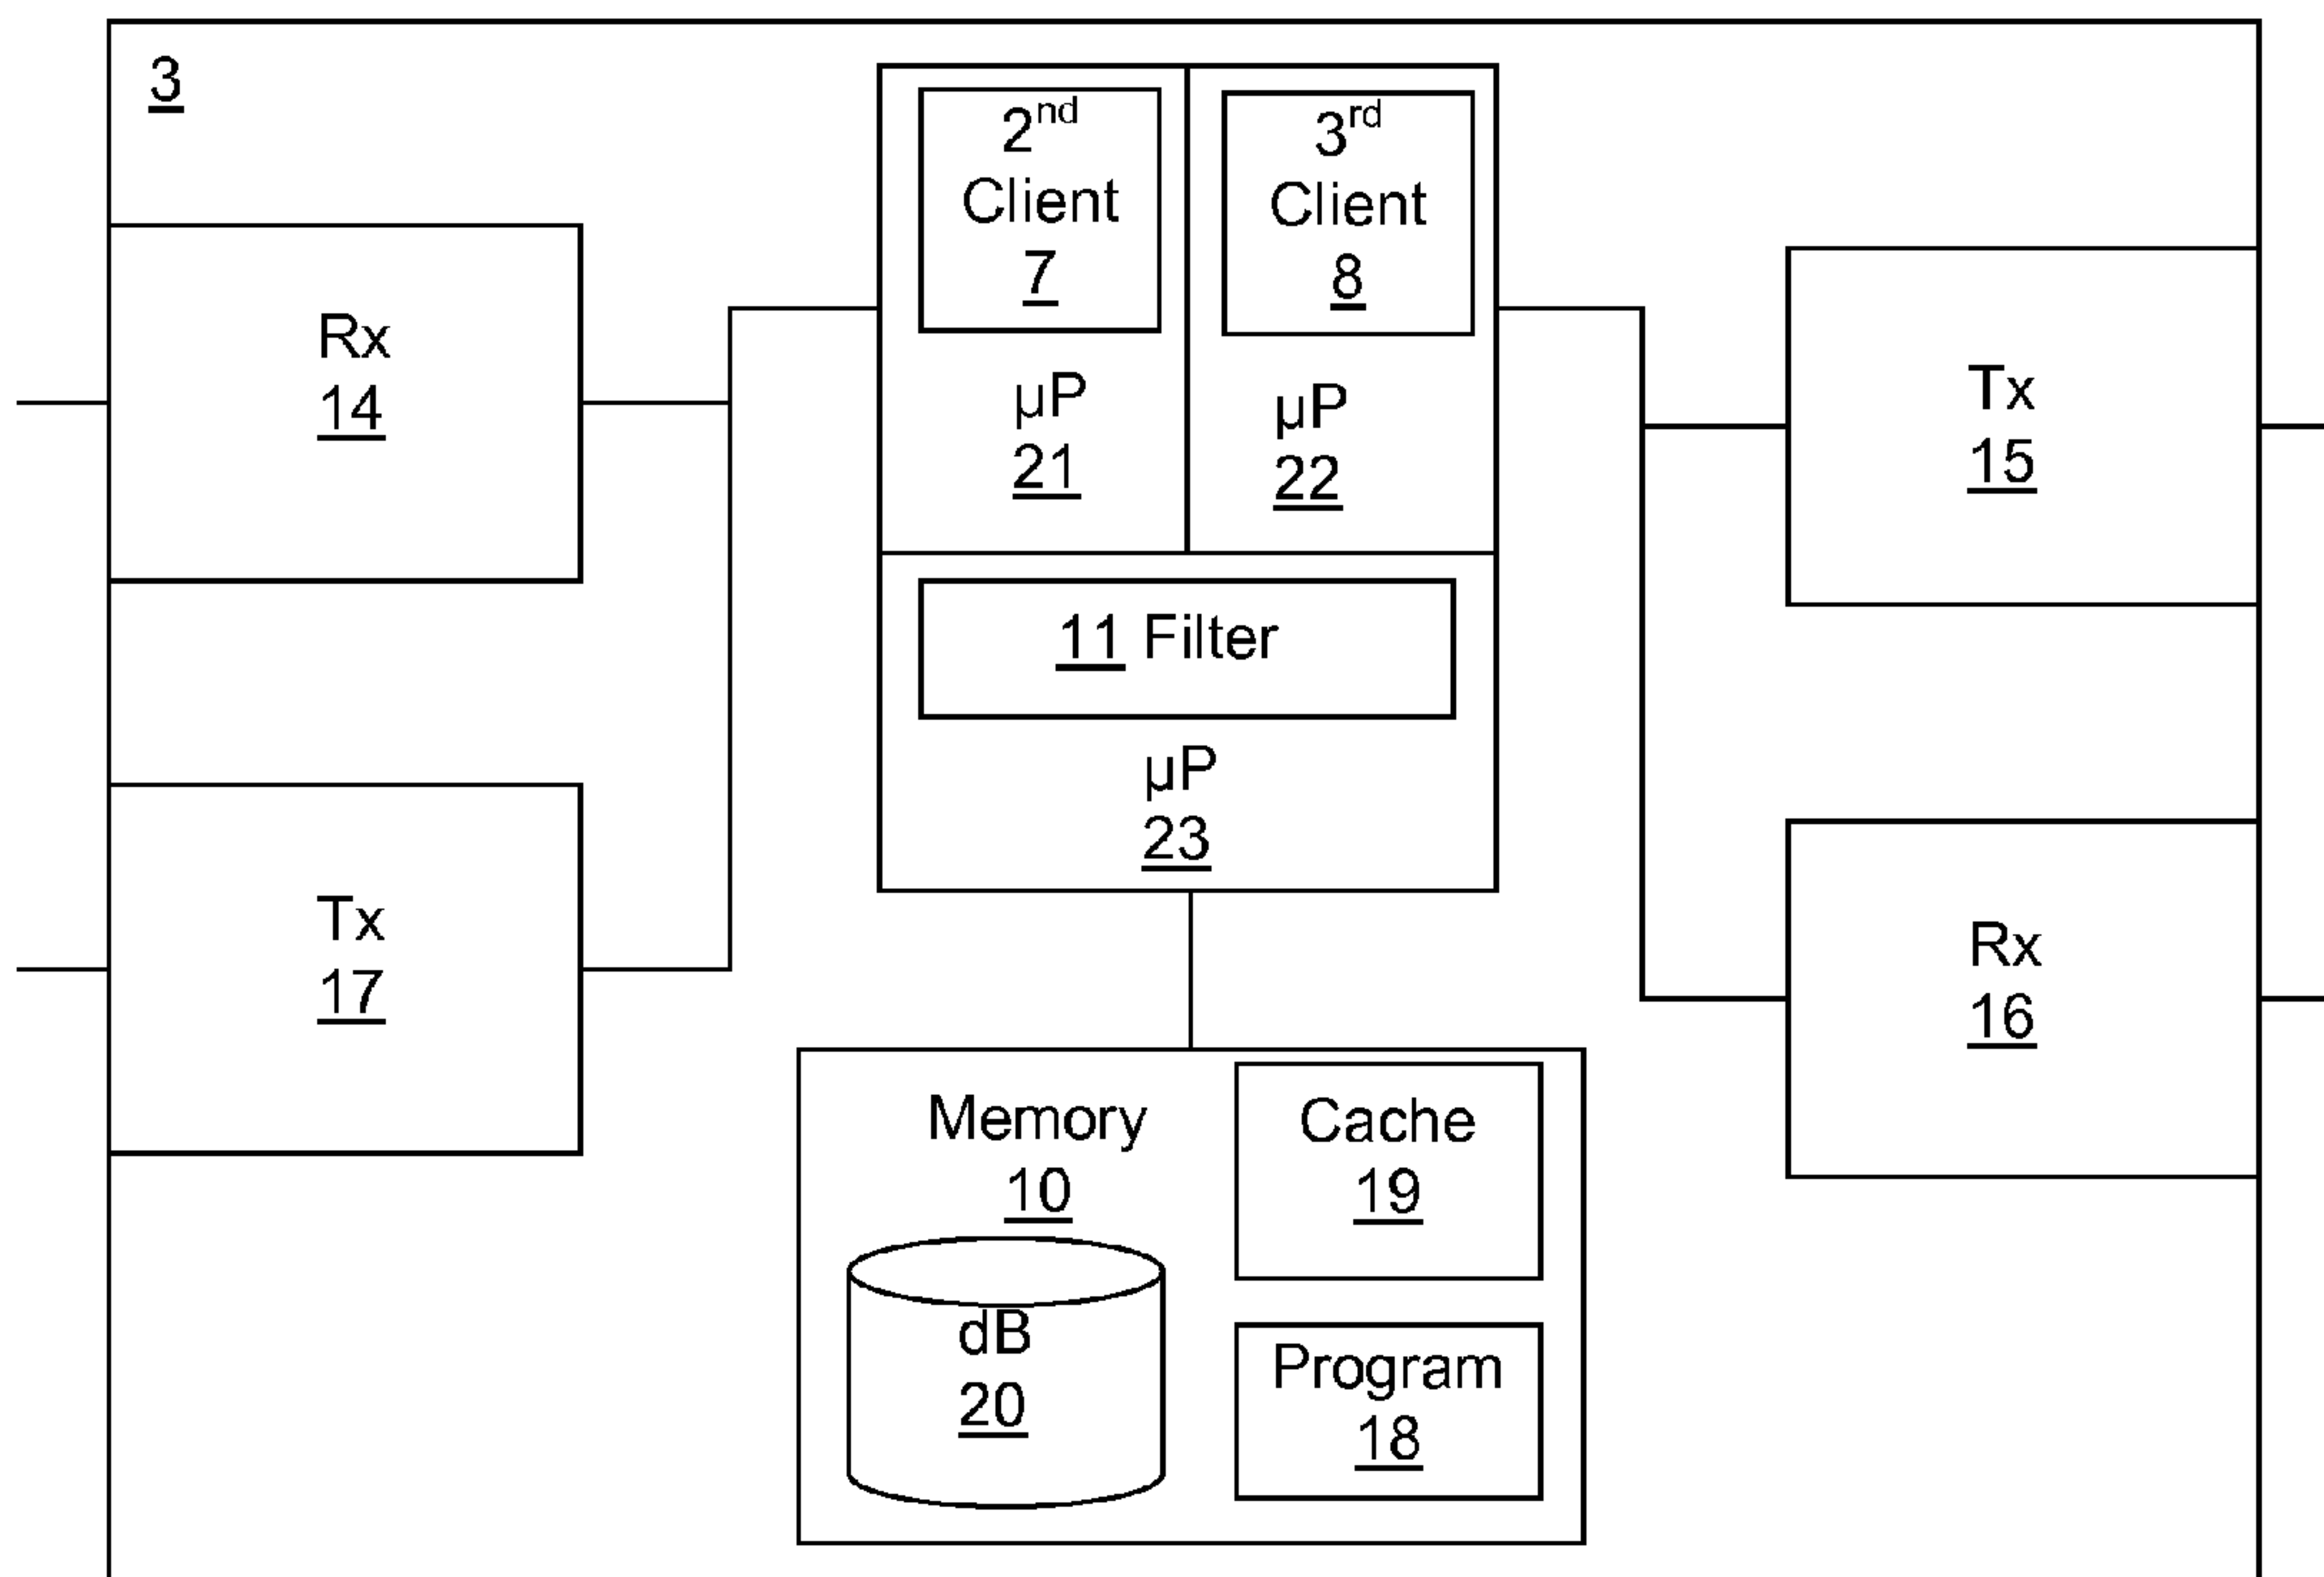 3
2nd
Client
7
µP
21
3rd
Client
8
µP
22
Rx
14
Tx
15
11 Filter
µP
23
Tx
17
Rx
16
Memory
10
Cache
19
dB
20
Program
18